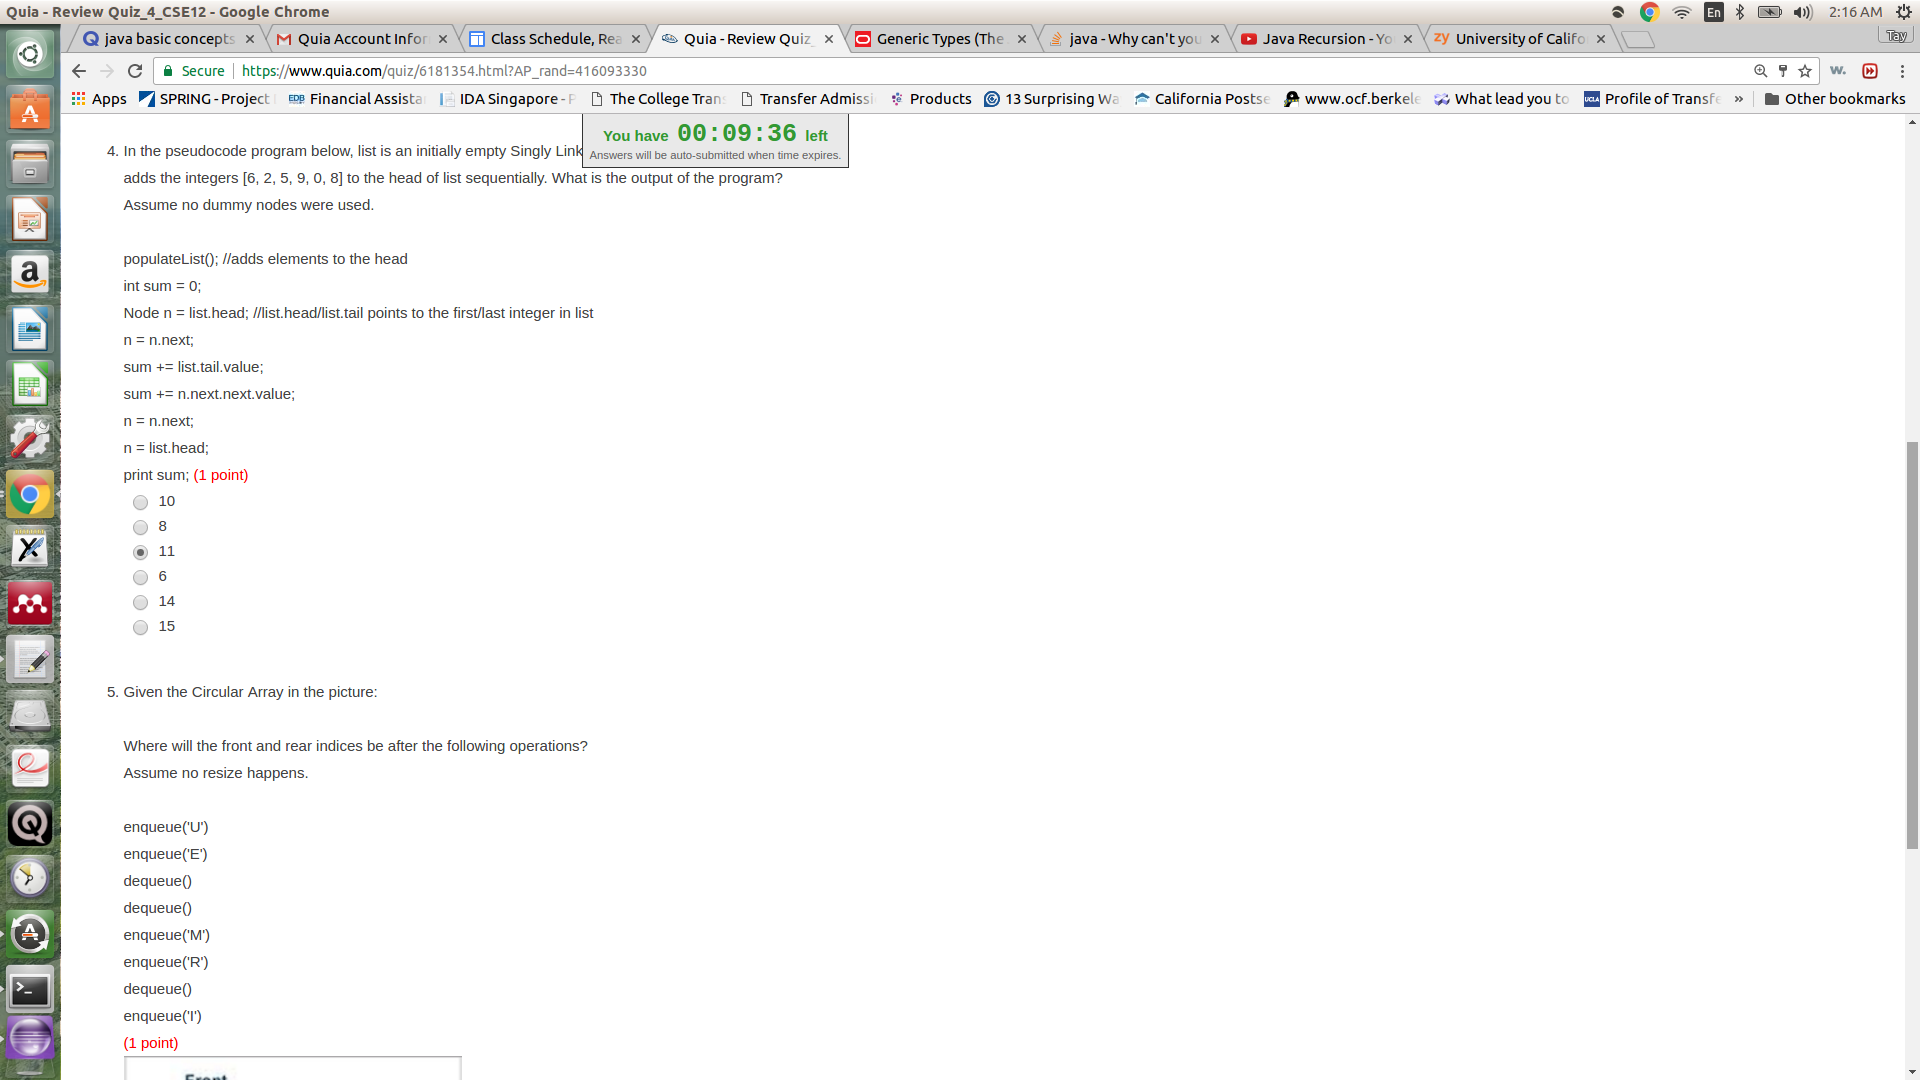 Quia - Review Quiz_4_CSE12 - Google Chrome
En 2:16 AM
java basic concepts
Quia Account Infor
Class Schedule, Rea
Quia - Review Quiz
Generic Types (The
java - Why can't you
Java Recursion - Yo
zy University of Califo
Tay
Secure https://www.quia.com/quiz/6181354.html?AP_rand=416093330
w.
Apps
SPRING - Project
EDB Financial Assista
IDA Singapore - P
The College Tran
Transfer Admissi
Products
13 Surprising Wa
California Postse
www.ocf.berkele
What lead you to
UCLA Profile of Transfe
»
Other bookmarks
You have 00:09:36 left
Answers will be auto-submitted when time expires.
4. In the pseudocode program below, list is an initially empty Singly Link
adds the integers [6, 2, 5, 9, 0, 8] to the head of list sequentially. What is the output of the program?
Assume no dummy nodes were used.
populateList(); //adds elements to the head
int sum = 0;
Node n = list.head; //list.head/list.tail points to the first/last integer in list
n = n.next;
sum += list.tail.value;
sum += n.next.next.value;
n = n.next;
n = list.head;
print sum; (1 point)
10
8
11
6
14
15
5. Given the Circular Array in the picture:
Where will the front and rear indices be after the following operations?
Assume no resize happens.
enqueue('U')
enqueue('E')
dequeue()
dequeue()
enqueue('M')
enqueue('R')
dequeue()
enqueue('I')
(1 point)
Front